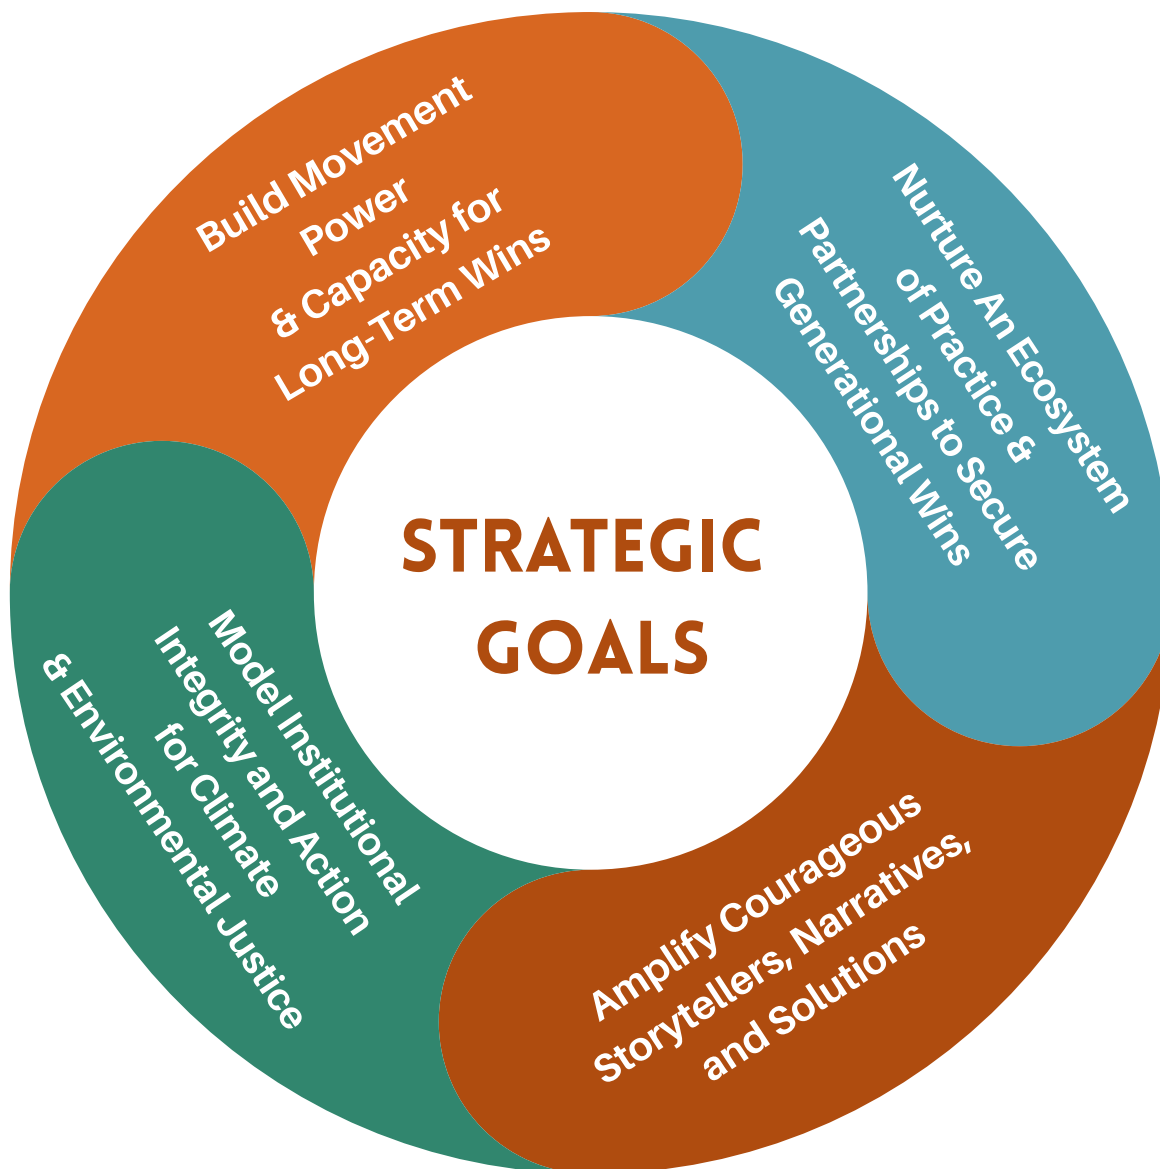 Build Movement
Power
& Capacity for
Long-Term Wins
Nurture An Ecosystem
of Practice &
Partnerships to Secure
Generational Wins
STRATEGIC
GOALS
Model Institutional
Integrity and Action
for Climate
& Environmental Justice
Amplify Courageous
Storytellers, Narratives,
and Solutions